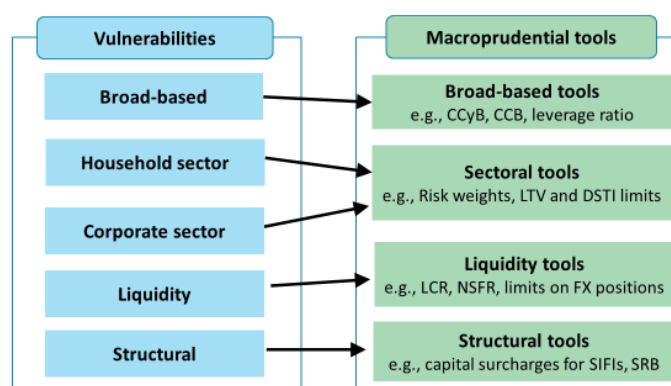 Vulnerabilities
Broad-based
Household sector
Corporate sector
Liquidity
Structural
Macroprudential tools
Broad-based tools
e.g., CCyB, CCB, leverage ratio
Sectoral tools
e.g., Risk weights, LTV and DSTI limits
Liquidity tools
e.g., LCR, NSFR, limits on FX positions
Structural tools
e.g., capital surcharges for SIFIs, SRB